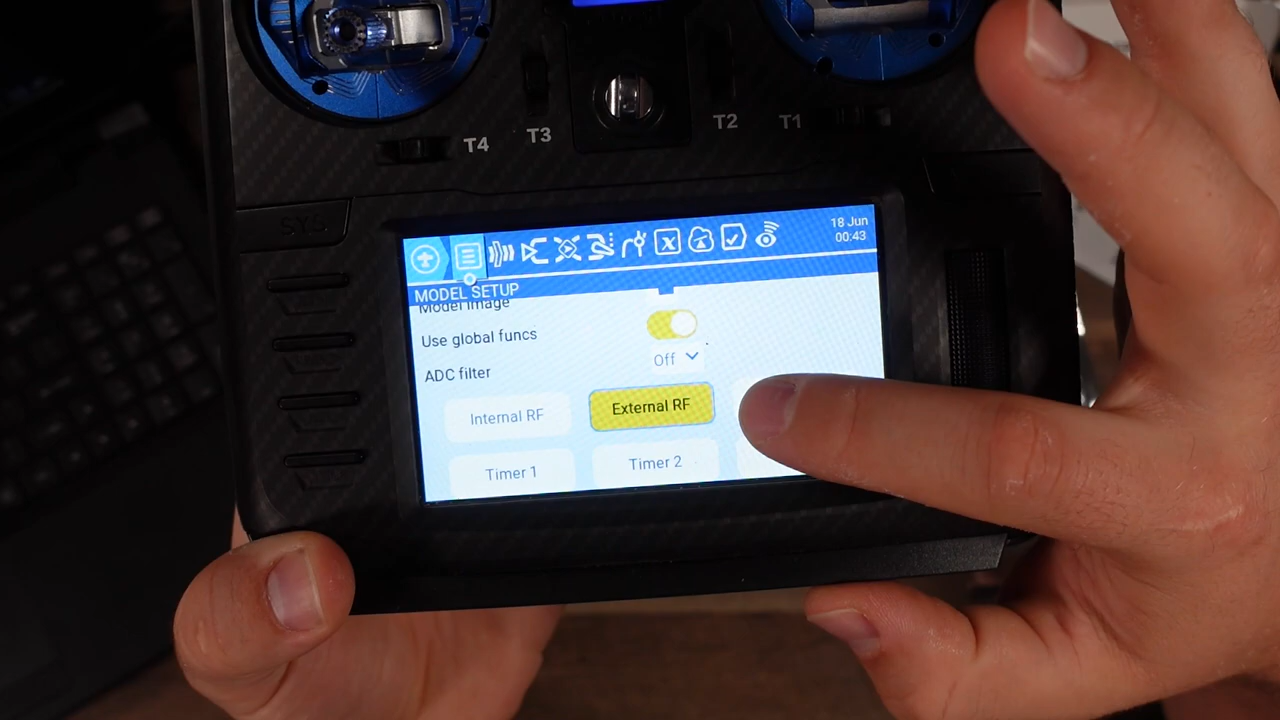 T4 T3 T2 T1
SYS
18 Jun
00:43
MODEL SETUP
Model image
Use global funcs
ADC filter Off
Internal RF External RF
Timer 1 Timer 2